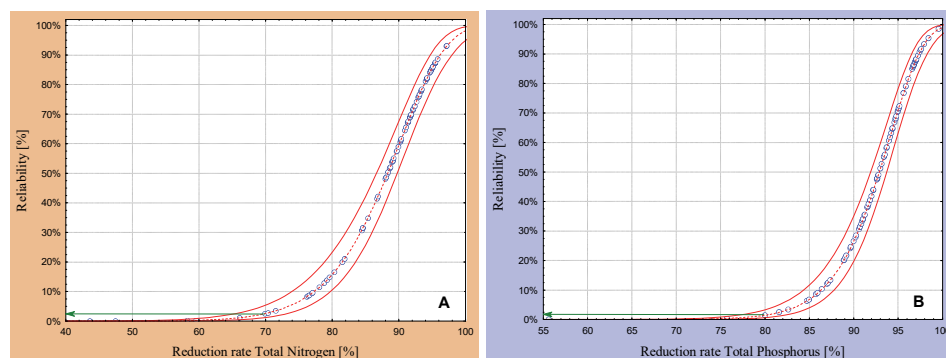 100%
90%
80%
70%
60%
50%
40%
30%
20%
10%
0%
Reliability [%]
40 50 60 70 80 90 100
Reduction rate Total Nitrogen [%]
A
100%
90%
80%
70%
60%
50%
40%
30%
20%
10%
0%
Reliability [%]
55 60 65 70 75 80 85 90 95 100
Reduction rate Total Phosphorus [%]
B